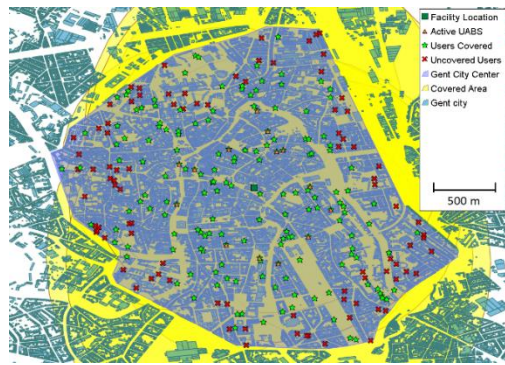 Facility Location
Active UABS
Users Covered
Uncovered Users
Gent City Center
Covered Area
Gent city
500 m